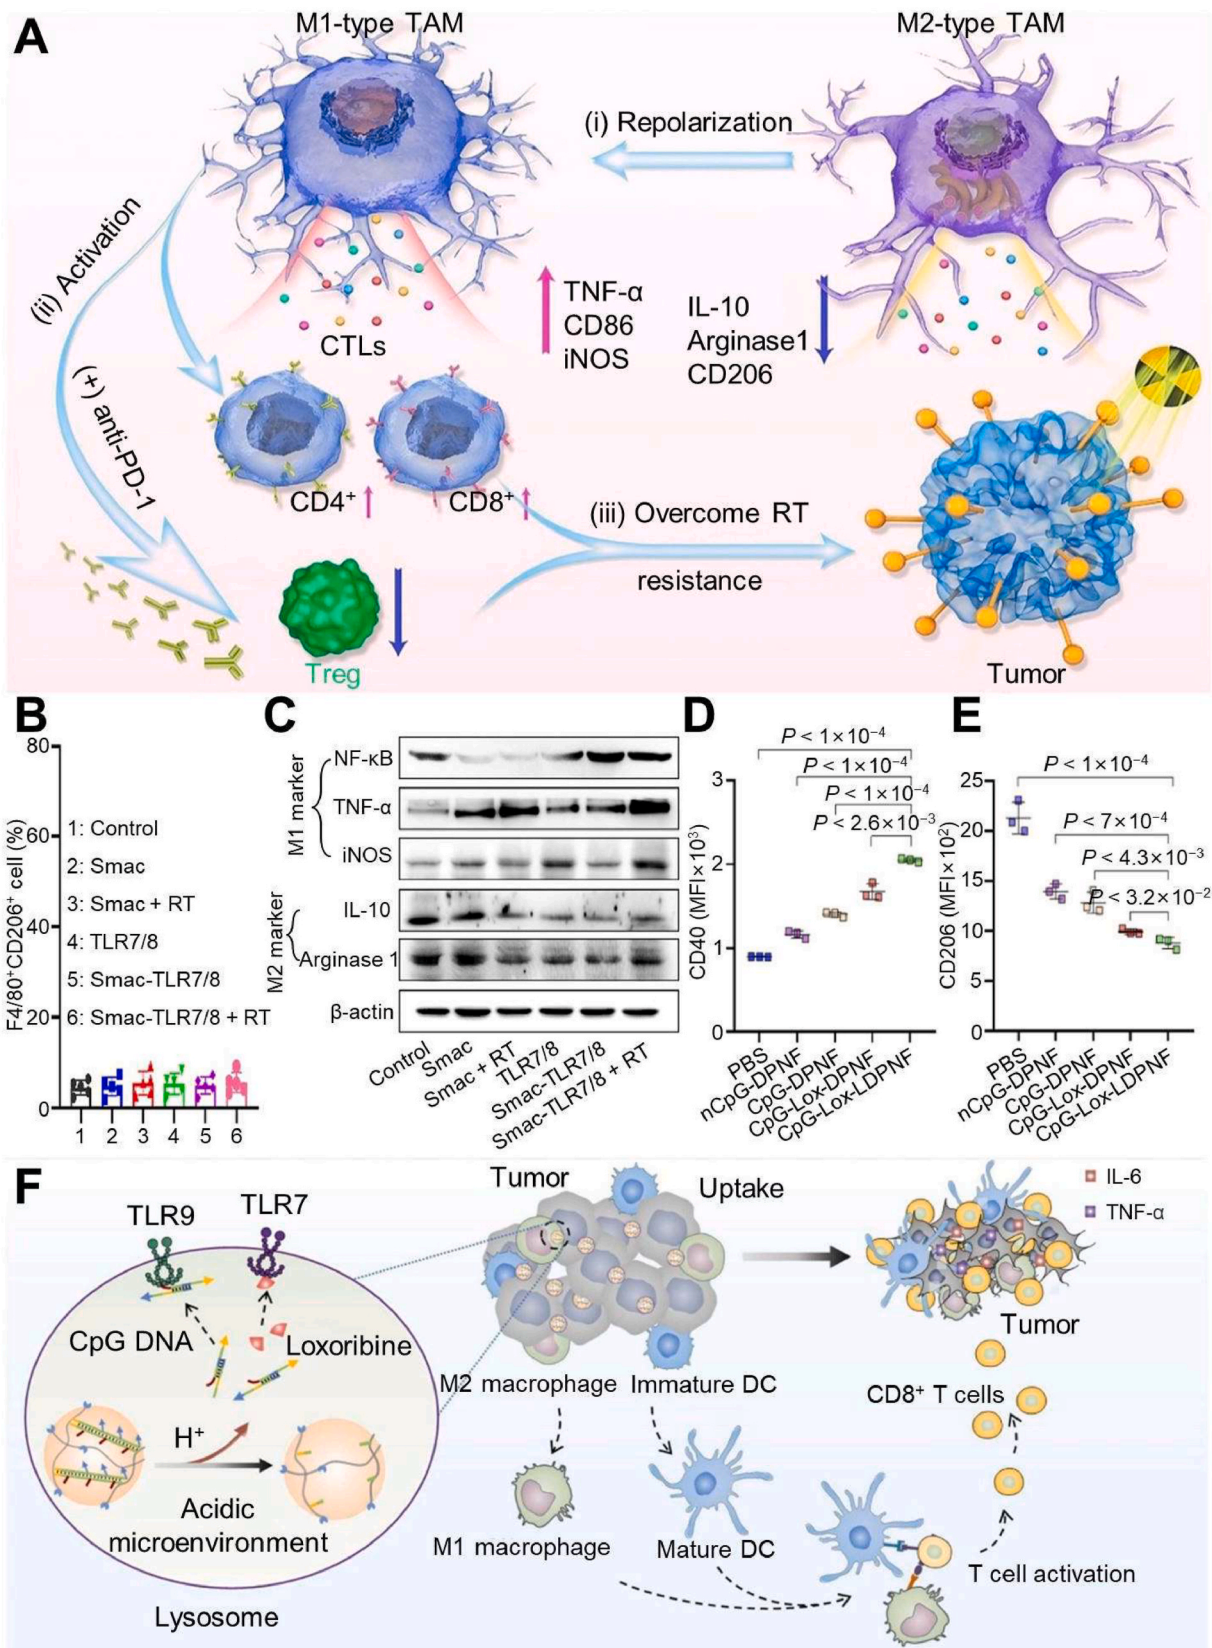 A
M1-type TAM
M2-type TAM
(i) Repolarization
(ii) Activation
(+) anti-PD-1
TNF-α
CD86
iNOS
IL-10
Arginase1
CD206
CTLs
CD4⁺
CD8⁺
(iii) Overcome RT
resistance
Treg
Tumor
B
F4/80⁺CD206⁺ cell (%)
80
60
40
20
0
1: Control
2: Smac
3: Smac + RT
4: TLR7/8
5: Smac-TLR7/8
6: Smac-TLR7/8 + RT
1 2 3 4 5 6
C
M1 marker
NF-κB
TNF-α
iNOS
M2 marker
IL-10
Arginase 1
β-actin
Control
Smac
Smac + RT
TLR7/8
Smac-TLR7/8
Smac-TLR7/8 + RT
D
P < 1×10⁻⁴
P < 1×10⁻⁴
P < 1×10⁻⁴
P < 2.6×10⁻³
CD40 (MFI×10³)
3
2
1
0
PBS
nCpG-DPNF
CpG-DPNF
CpG-Lox-DPNF
CpG-Lox-LDPNF
E
P < 1×10⁻⁴
P < 7×10⁻⁴
P < 4.3×10⁻³
P < 3.2×10⁻²
CD206 (MFI×10²)
25
20
15
10
5
0
PBS
nCpG-DPNF
CpG-DPNF
CpG-Lox-DPNF
CpG-Lox-LDPNF
F
TLR9
TLR7
CpG DNA
Loxoribine
H⁺
Acidic
microenvironment
Lysosome
Tumor
Uptake
IL-6
TNF-α
Tumor
M2 macrophage
Immature DC
CD8⁺ T cells
M1 macrophage
Mature DC
T cell activation